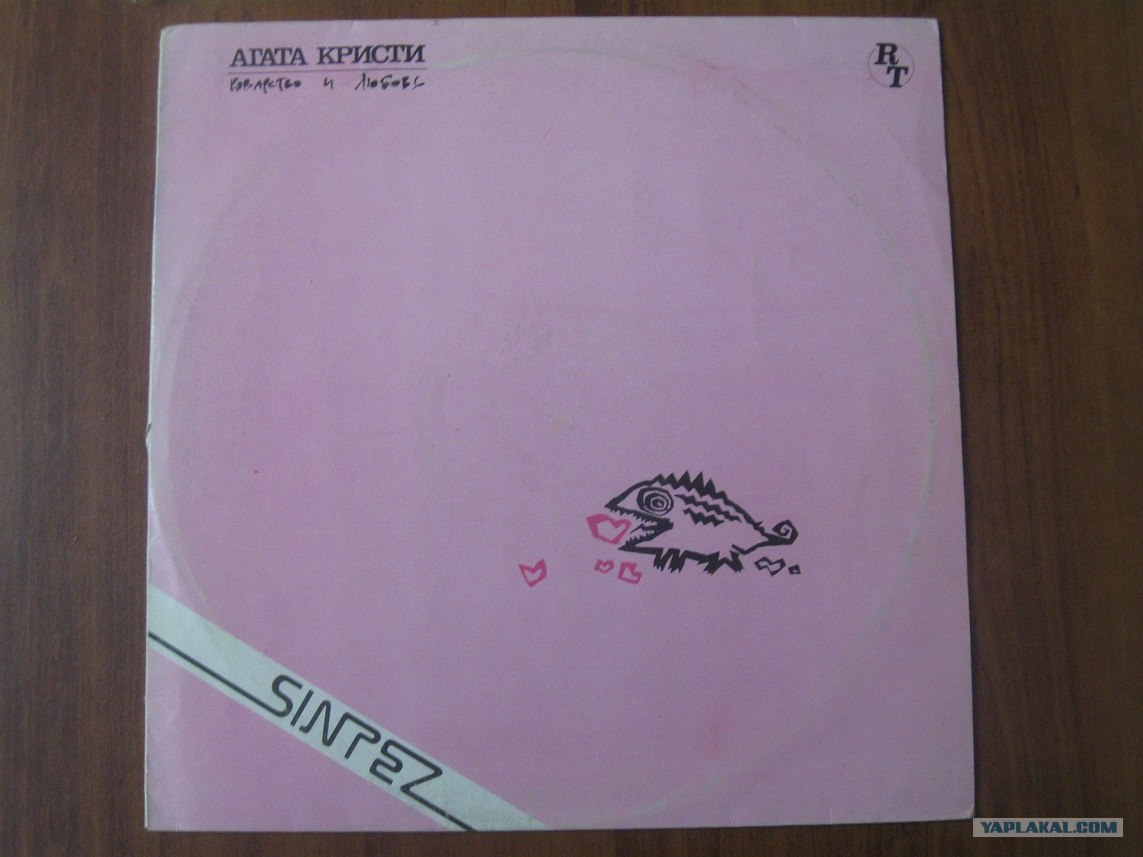 АГАТА КРИСТИ
Коварство и Любовь
RT
SINTEZ
YAPLAKAL.COM